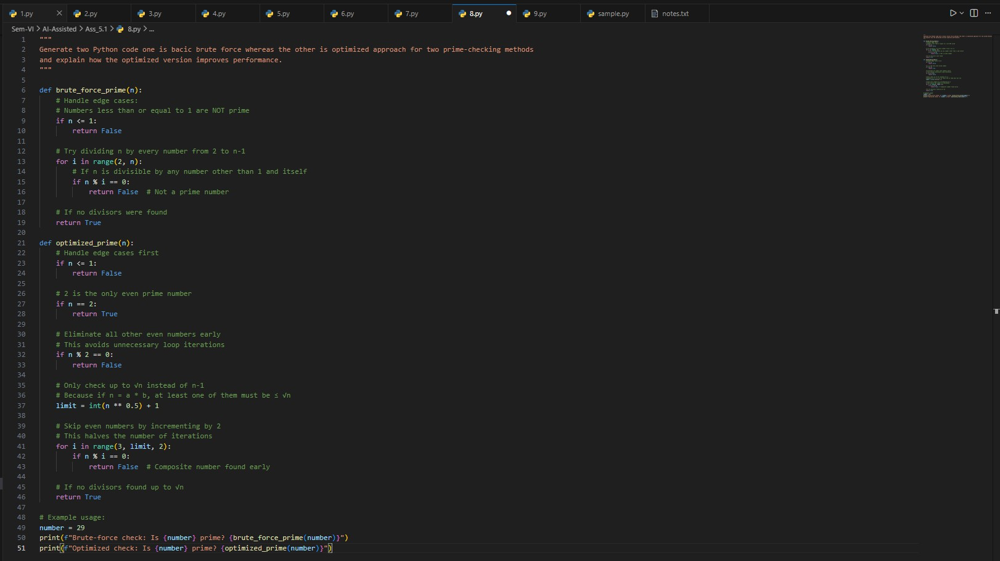 1.py 2.py 3.py 4.py 5.py 6.py 7.py 8.py 9.py sample.py notes.txt
Sem-VI > AI-Assisted > Ass_5.1 > 8.py > ...
1 """
2 Generate two Python code one is bacic brute force whereas the other is optimized approach for two prime-checking methods
3 and explain how the optimized version improves performance.
4 """
5
6 def brute_force_prime(n):
7     # Handle edge cases:
8     # Numbers less than or equal to 1 are NOT prime
9     if n <= 1:
10         return False
11
12     # Try dividing n by every number from 2 to n-1
13     for i in range(2, n):
14         # If n is divisible by any number other than 1 and itself
15         if n % i == 0:
16             return False  # Not a prime number
17
18     # If no divisors were found
19     return True
20
21 def optimized_prime(n):
22     # Handle edge cases first
23     if n <= 1:
24         return False
25
26     # 2 is the only even prime number
27     if n == 2:
28         return True
29
30     # Eliminate all other even numbers early
31     # This avoids unnecessary loop iterations
32     if n % 2 == 0:
33         return False
34
35     # Only check up to √n instead of n-1
36     # Because if n = a * b, at least one of them must be ≤ √n
37     limit = int(n ** 0.5) + 1
38
39     # Skip even numbers by incrementing by 2
40     # This halves the number of iterations
41     for i in range(3, limit, 2):
42         if n % i == 0:
43             return False  # Composite number found early
44
45     # If no divisors found up to √n
46     return True
47
48 # Example usage:
49 number = 29
50 print(f"Brute-force check: Is {number} prime? {brute_force_prime(number)}")
51 print(f"Optimized check: Is {number} prime? {optimized_prime(number)}")